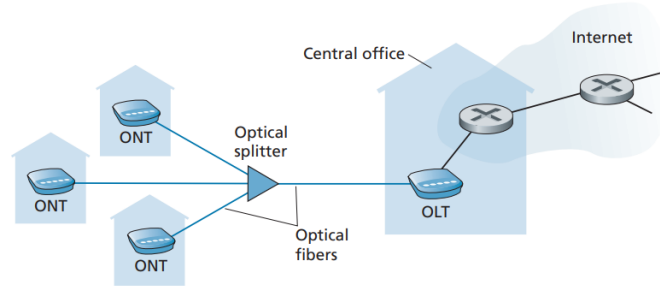 Internet
Central office
ONT
Optical
splitter
ONT
OLT
Optical
fibers
ONT